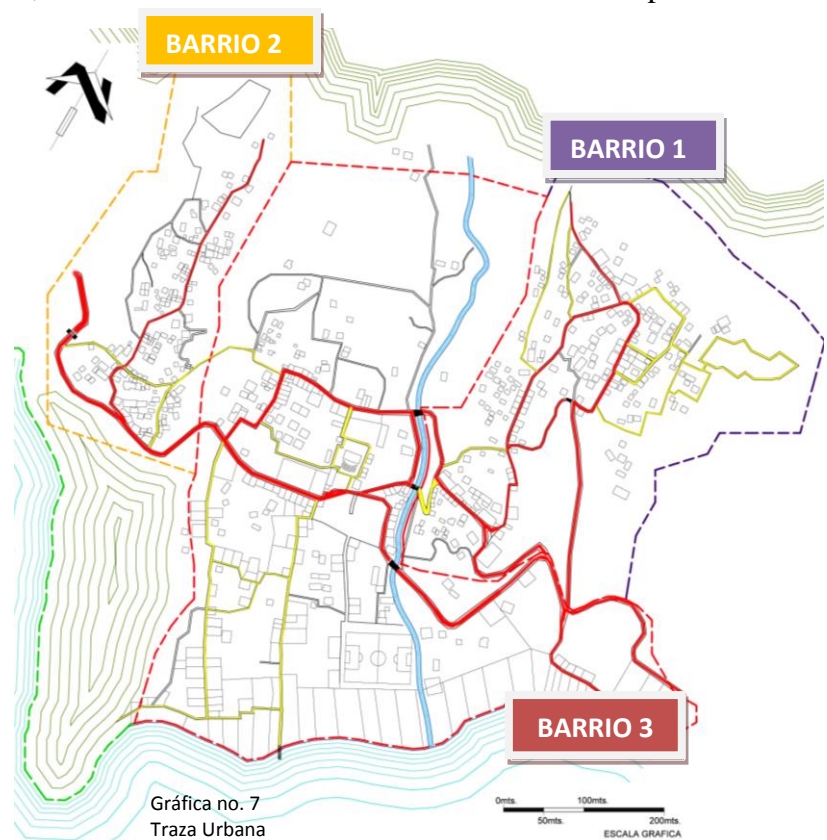 BARRIO 2
BARRIO 1
BARRIO 3
Gráfica no. 7
Traza Urbana
0mts. 100mts.
50mts. 200mts.
ESCALA GRAFICA